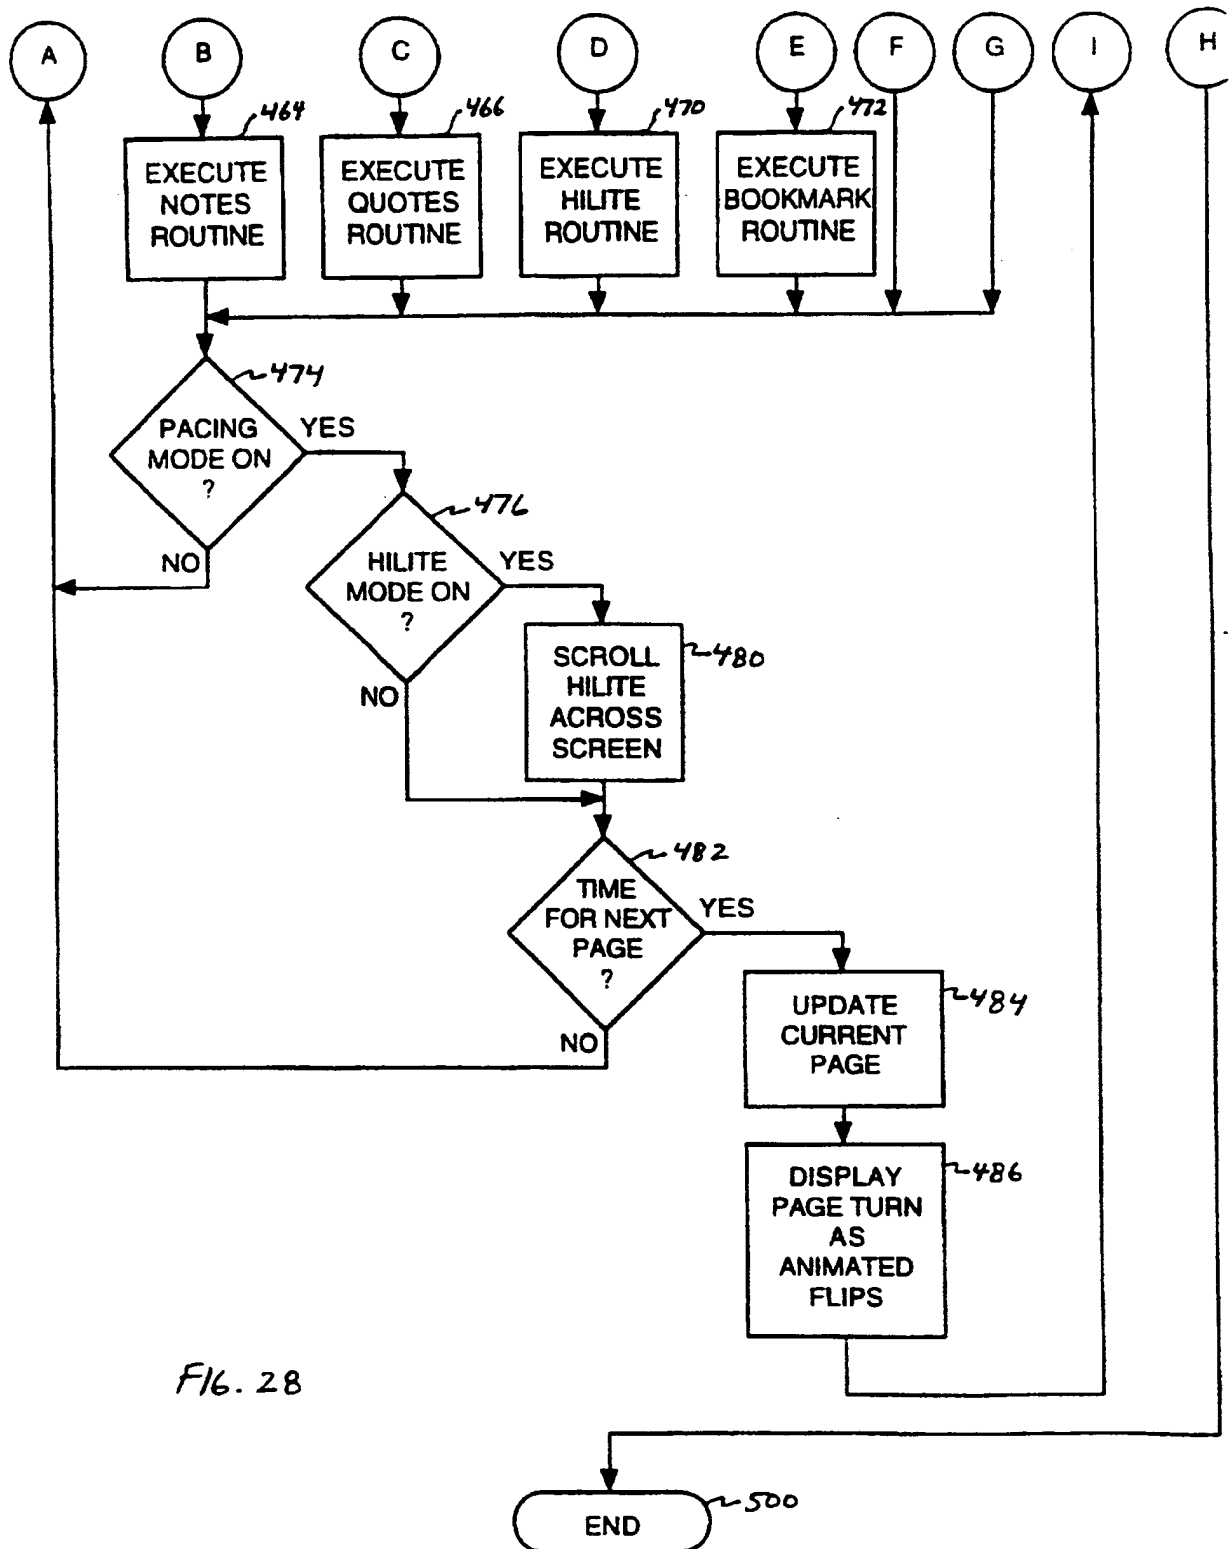 A
B
C
D
E
F
G
I
H
464
466
470
472
EXECUTE
NOTES
ROUTINE
EXECUTE
QUOTES
ROUTINE
EXECUTE
HILITE
ROUTINE
EXECUTE
BOOKMARK
ROUTINE
474
PACING
MODE ON
?
YES
NO
476
HILITE
MODE ON
?
YES
NO
480
SCROLL
HILITE
ACROSS
SCREEN
482
TIME
FOR NEXT
PAGE
?
YES
NO
484
UPDATE
CURRENT
PAGE
486
DISPLAY
PAGE TURN
AS
ANIMATED
FLIPS
FIG. 28
500
END